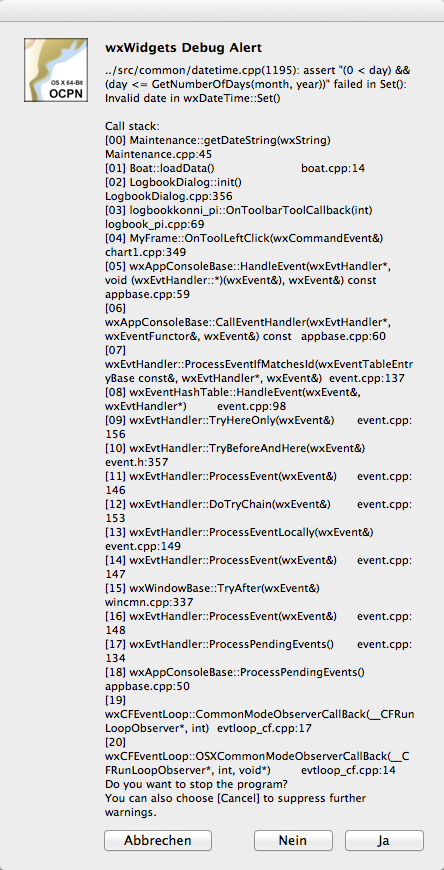 OS X 64-Bit
OCPN
wxWidgets Debug Alert
../src/common/datetime.cpp(1195): assert "(0 < day) &&
(day <= GetNumberOfDays(month, year))" failed in Set():
Invalid date in wxDateTime::Set()
Call stack:
[00] Maintenance::getDateString(wxString)
Maintenance.cpp:45
[01] Boat::loadData() boat.cpp:14
[02] LogbookDialog::init()
LogbookDialog.cpp:356
[03] logbookkonni_pi::OnToolbarToolCallback(int)
logbook_pi.cpp:69
[04] MyFrame::OnToolLeftClick(wxCommandEvent&)
chart1.cpp:349
[05] wxAppConsoleBase::HandleEvent(wxEvtHandler*,
void (wxEvtHandler::*)(wxEvent&), wxEvent&) const
appbase.cpp:59
[06]
wxAppConsoleBase::CallEventHandler(wxEvtHandler*,
wxEventFunctor&, wxEvent&) const appbase.cpp:60
[07]
wxEvtHandler::ProcessEventIfMatchesId(wxEventTableEntr
yBase const&, wxEvtHandler*, wxEvent&) event.cpp:137
[08] wxEventHashTable::HandleEvent(wxEvent&,
wxEvtHandler*) event.cpp:98
[09] wxEvtHandler::TryHereOnly(wxEvent&) event.cpp:
156
[10] wxEvtHandler::TryBeforeAndHere(wxEvent&)
event.h:357
[11] wxEvtHandler::ProcessEvent(wxEvent&) event.cpp:
146
[12] wxEvtHandler::DoTryChain(wxEvent&) event.cpp:
153
[13] wxEvtHandler::ProcessEventLocally(wxEvent&)
event.cpp:149
[14] wxEvtHandler::ProcessEvent(wxEvent&) event.cpp:
147
[15] wxWindowBase::TryAfter(wxEvent&)
wincmn.cpp:337
[16] wxEvtHandler::ProcessEvent(wxEvent&) event.cpp:
148
[17] wxEvtHandler::ProcessPendingEvents() event.cpp:
134
[18] wxAppConsoleBase::ProcessPendingEvents()
appbase.cpp:50
[19]
wxCFEventLoop::CommonModeObserverCallBack(__CFRun
LoopObserver*, int) evtloop_cf.cpp:17
[20]
wxCFEventLoop::OSXCommonModeObserverCallBack(__C
FRunLoopObserver*, int, void*) evtloop_cf.cpp:14
Do you want to stop the program?
You can also choose [Cancel] to suppress further
warnings.
Abbrechen Nein Ja